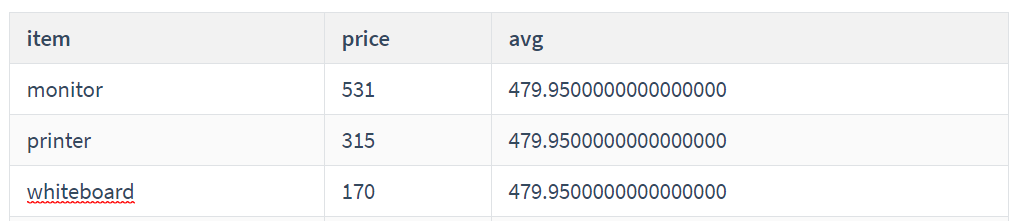 item price avg
monitor 531 479.9500000000000000
printer 315 479.9500000000000000
whiteboard 170 479.9500000000000000